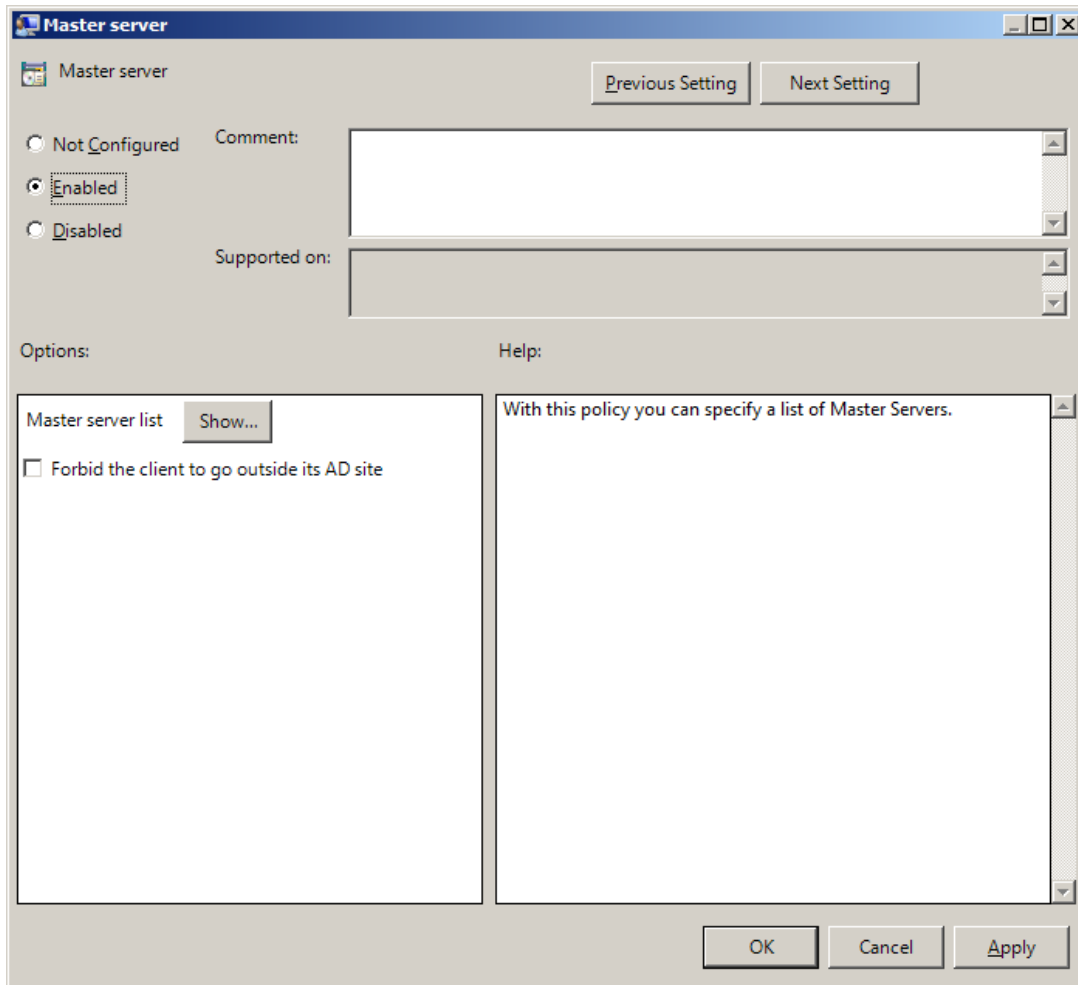 Master server
Master server
Previous Setting
Next Setting
Not Configured
Comment:
Enabled
Disabled
Supported on:
Options:
Help:
Master server list
Show...
Forbid the client to go outside its AD site
With this policy you can specify a list of Master Servers.
OK
Cancel
Apply